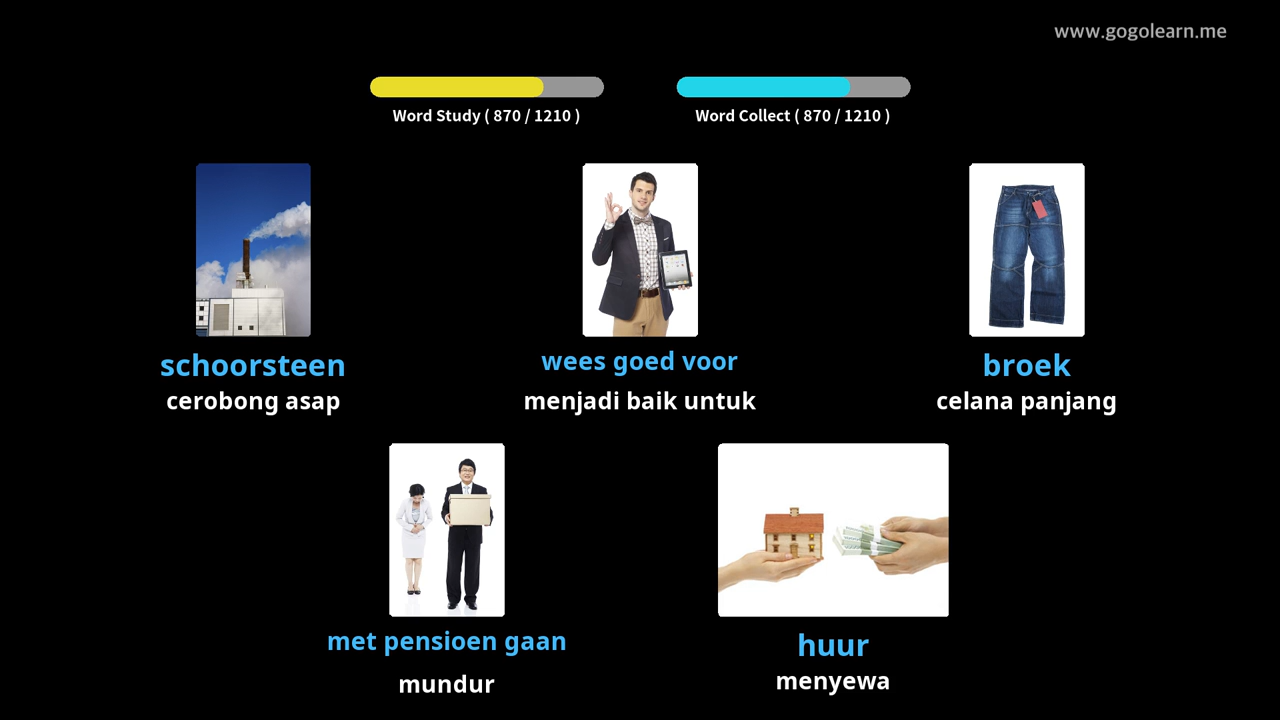 www.gogolearn.me
Word Study ( 870 / 1210 )
Word Collect ( 870 / 1210 )
schoorsteen
cerobong asap
wees goed voor
menjadi baik untuk
broek
celana panjang
met pensioen gaan
mundur
huur
menyewa